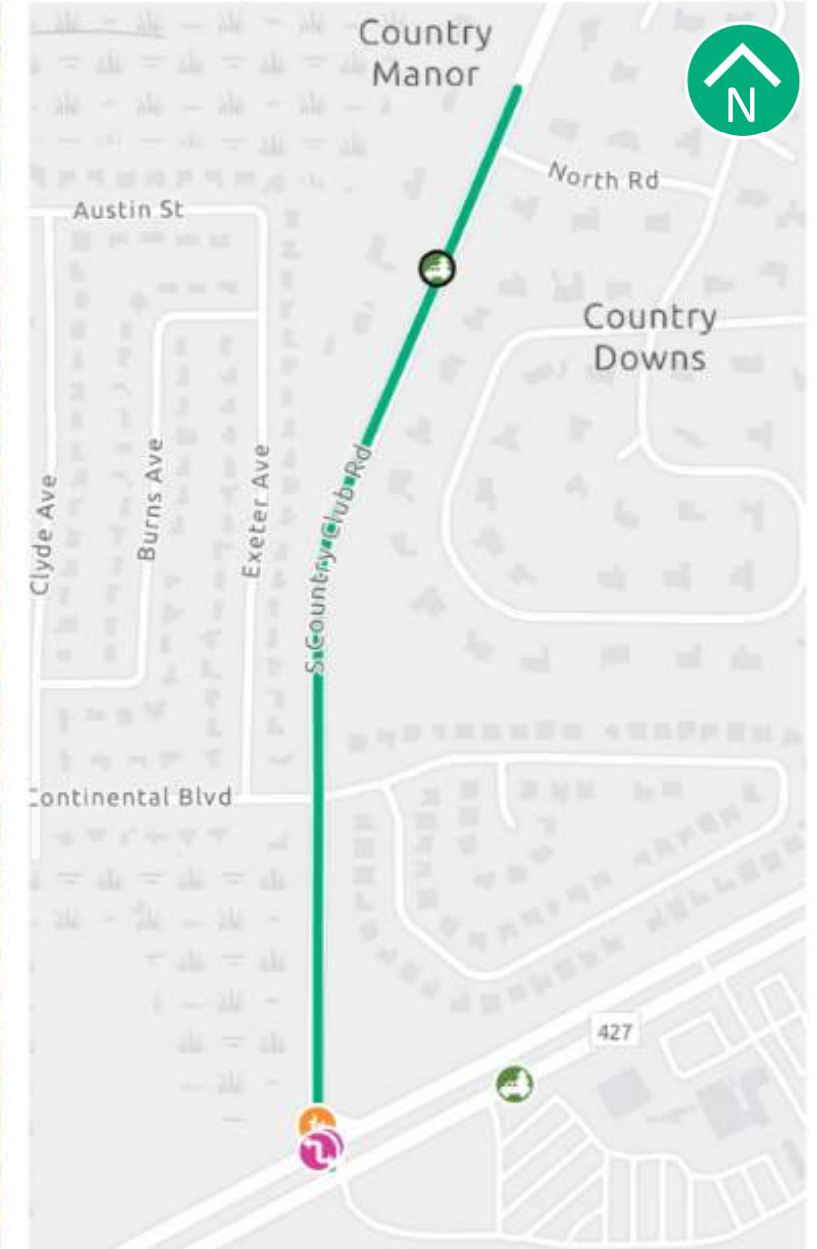 Country
Manor
N
North Rd
Austin St
Country
Downs
Clyde Ave
Burns Ave
Exeter Ave
S Country Club Rd
Continental Blvd
427